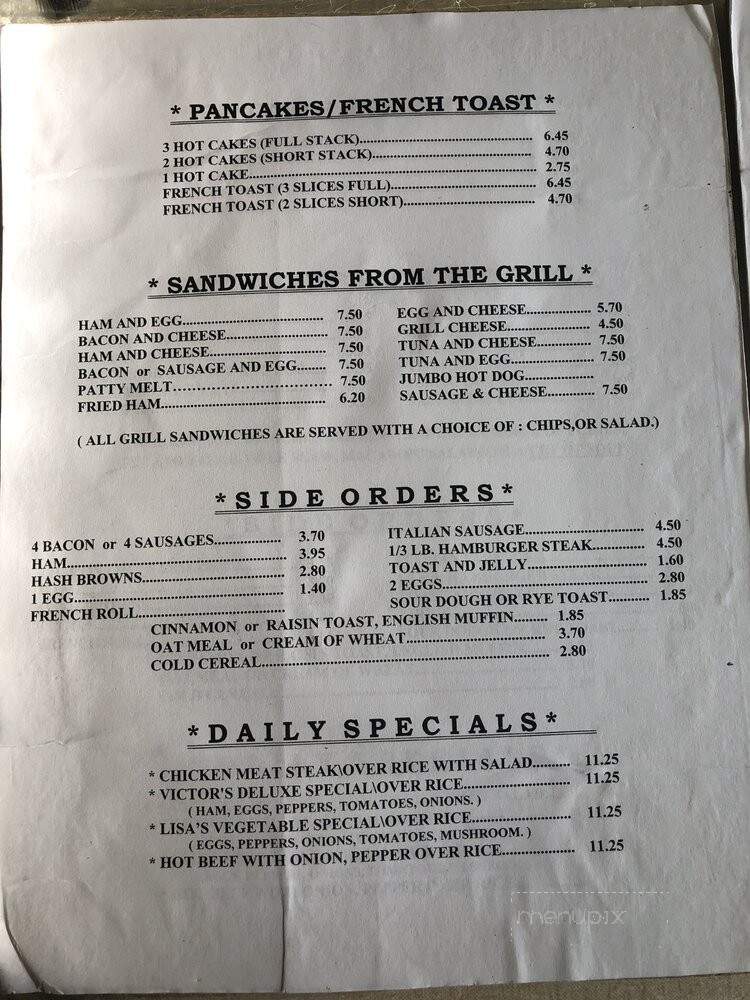 * PANCAKES/FRENCH TOAST *
3 HOT CAKES (FULL STACK)................................................ 6.45
2 HOT CAKES (SHORT STACK)............................................ 4.70
1 HOT CAKE................................................................................ 2.75
FRENCH TOAST (3 SLICES FULL)........................................ 6.45
FRENCH TOAST (2 SLICES SHORT).................................... 4.70
* SANDWICHES FROM THE GRILL *
HAM AND EGG....................................... 7.50
BACON AND CHEESE............................ 7.50
HAM AND CHEESE................................ 7.50
BACON or SAUSAGE AND EGG........ 7.50
PATTY MELT................................ 7.50
FRIED HAM.............................................. 6.20
EGG AND CHEESE.................. 5.70
GRILL CHEESE....................... 4.50
TUNA AND CHEESE............... 7.50
TUNA AND EGG....................... 7.50
JUMBO HOT DOG...................
SAUSAGE & CHEESE............. 7.50
( ALL GRILL SANDWICHES ARE SERVED WITH A CHOICE OF : CHIPS,OR SALAD.)
* SIDE ORDERS *
4 BACON or 4 SAUSAGES.................. 3.70
HAM............................................................ 3.95
HASH BROWNS....................................... 2.80
1 EGG.......................................................... 1.40
FRENCH ROLL........................................
ITALIAN SAUSAGE................................. 4.50
1/3 LB. HAMBURGER STEAK.............. 4.50
TOAST AND JELLY................................. 1.60
2 EGGS......................................................... 2.80
SOUR DOUGH OR RYE TOAST........... 1.85
CINNAMON or RAISIN TOAST, ENGLISH MUFFIN......... 1.85
OAT MEAL or CREAM OF WHEAT...................................... 3.70
COLD CEREAL................................................................................ 2.80
* DAILY SPECIALS *
* CHICKEN MEAT STEAK\OVER RICE WITH SALAD.......... 11.25
* VICTOR'S DELUXE SPECIAL\OVER RICE............................. 11.25
( HAM, EGGS, PEPPERS, TOMATOES, ONIONS. )
* LISA'S VEGETABLE SPECIAL\OVER RICE........................... 11.25
( EGGS, PEPPERS, ONIONS, TOMATOES, MUSHROOM. )
* HOT BEEF WITH ONION, PEPPER OVER RICE.................... 11.25
menupix